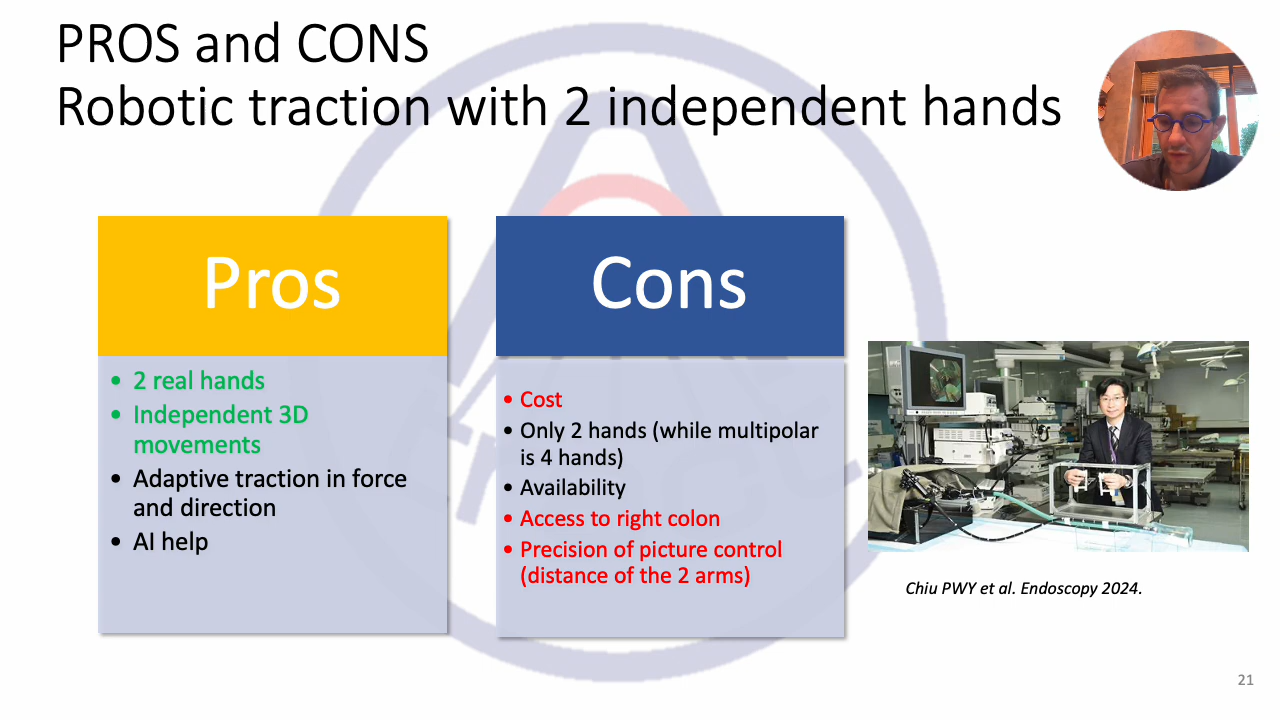 PROS and CONS
Robotic traction with 2 independent hands
Pros
• 2 real hands
• Independent 3D
movements
• Adaptive traction in force
and direction
• AI help
Cons
• Cost
• Only 2 hands (while multipolar
is 4 hands)
• Availability
• Access to right colon
• Precision of picture control
(distance of the 2 arms)
Chiu PWY et al. Endoscopy 2024.
21